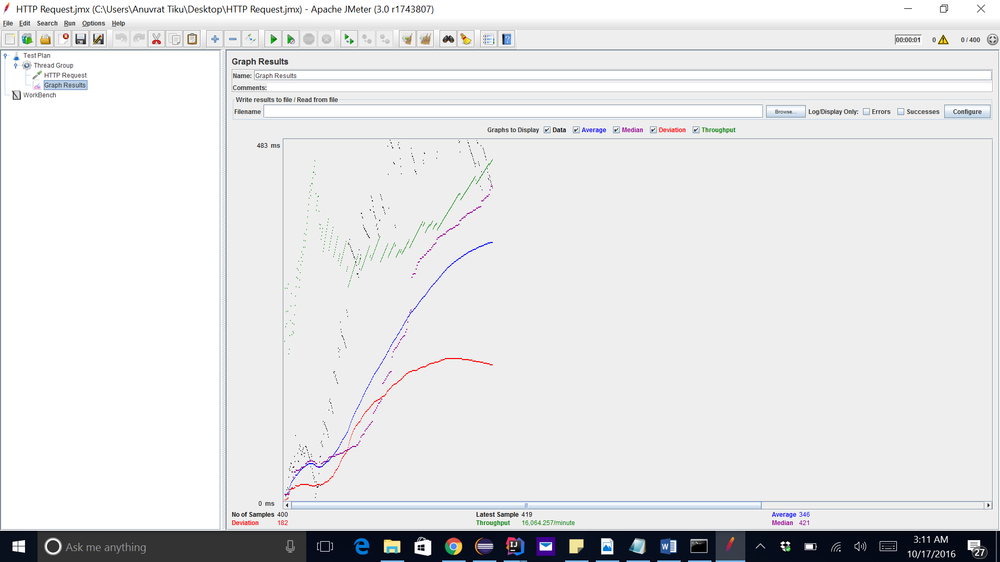 HTTP Request.jmx (C:\Users\Anuvrat Tiku\Desktop\HTTP Request.jmx) - Apache JMeter (3.0 r1743807)
File Edit Search Run Options Help
00:00:01 0 0 / 400
Test Plan
Thread Group
HTTP Request
Graph Results
WorkBench
Graph Results
Name: Graph Results
Comments:
Write results to file / Read from file
Filename Browse... Log/Display Only: Errors Successes Configure
Graphs to Display Data Average Median Deviation Throughput
483 ms
0 ms
No of Samples 400 Latest Sample 419 Average 346
Deviation 182 Throughput 16,064.257/minute Median 421
Ask me anything
3:11 AM
10/17/2016
27